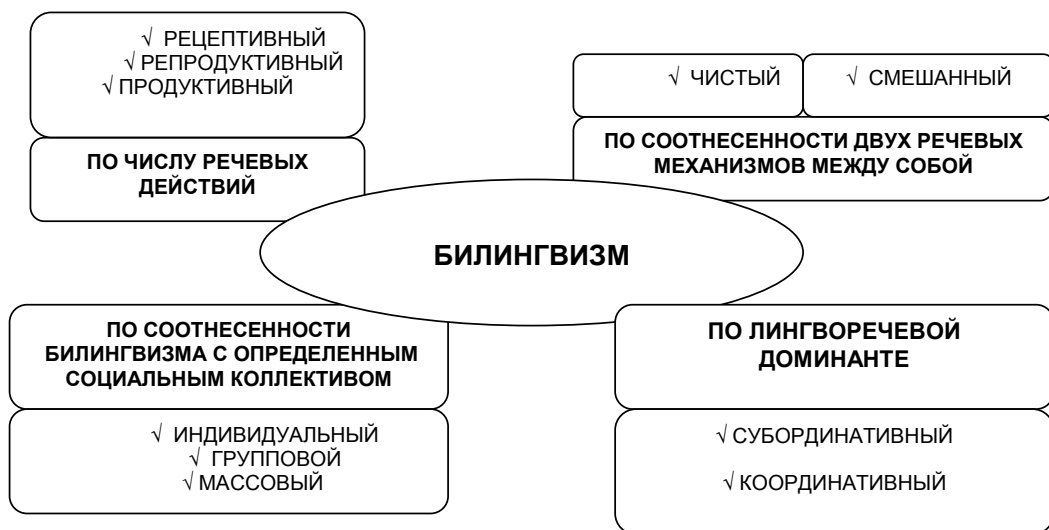 √ РЕЦЕПТИВНЫЙ
√ РЕПРОДУКТИВНЫЙ
√ ПРОДУКТИВНЫЙ
ПО ЧИСЛУ РЕЧЕВЫХ
ДЕЙСТВИЙ
√ ЧИСТЫЙ
√ СМЕШАННЫЙ
ПО СООТНЕСЕННОСТИ ДВУХ РЕЧЕВЫХ
МЕХАНИЗМОВ МЕЖДУ СОБОЙ
БИЛИНГВИЗМ
ПО СООТНЕСЕННОСТИ
БИЛИНГВИЗМА С ОПРЕДЕЛЕННЫМ
СОЦИАЛЬНЫМ КОЛЛЕКТИВОМ
√ ИНДИВИДУАЛЬНЫЙ
√ ГРУППОВОЙ
√ МАССОВЫЙ
ПО ЛИНГВОРЕЧЕВОЙ
ДОМИНАНТЕ
√ СУБОРДИНАТИВНЫЙ
√ КООРДИНАТИВНЫЙ